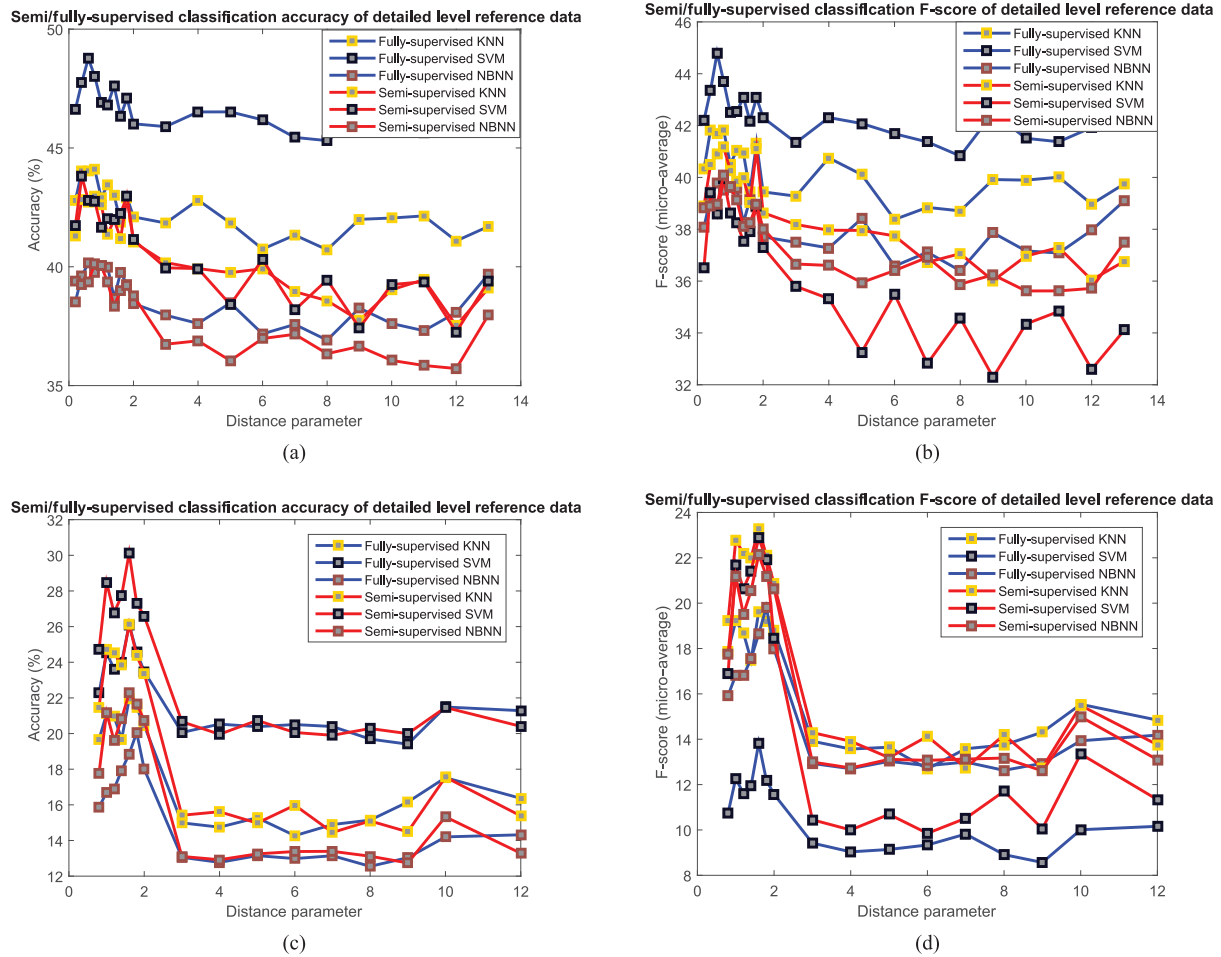 Semi/fully-supervised classification accuracy of detailed level reference data
50
45
40
35
Accuracy (%)
Fully-supervised KNN
Fully-supervised SVM
Fully-supervised NBNN
Semi-supervised KNN
Semi-supervised SVM
Semi-supervised NBNN
0 2 4 6 8 10 12 14
Distance parameter
(a)
Semi/fully-supervised classification F-score of detailed level reference data
46
44
42
40
38
36
34
32
F-score (micro-average)
Fully-supervised KNN
Fully-supervised SVM
Fully-supervised NBNN
Semi-supervised KNN
Semi-supervised SVM
Semi-supervised NBNN
0 2 4 6 8 10 12 14
Distance parameter
(b)
Semi/fully-supervised classification accuracy of detailed level reference data
32
30
28
26
24
22
20
18
16
14
12
Accuracy (%)
Fully-supervised KNN
Fully-supervised SVM
Fully-supervised NBNN
Semi-supervised KNN
Semi-supervised SVM
Semi-supervised NBNN
0 2 4 6 8 10 12
Distance parameter
(c)
Semi/fully-supervised classification F-score of detailed level reference data
24
22
20
18
16
14
12
10
8
F-score (micro-average)
Fully-supervised KNN
Fully-supervised SVM
Fully-supervised NBNN
Semi-supervised KNN
Semi-supervised SVM
Semi-supervised NBNN
0 2 4 6 8 10 12
Distance parameter
(d)